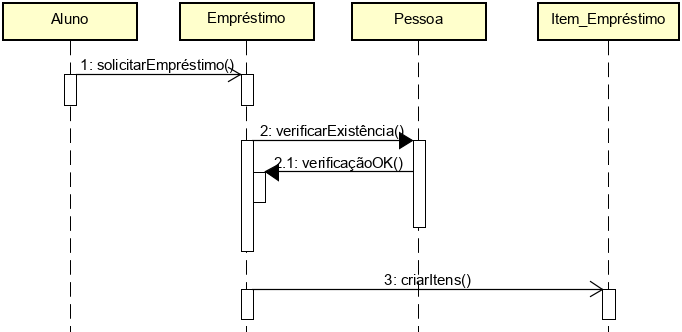 Aluno
Empréstimo
Pessoa
Item_Empréstimo
1: solicitarEmpréstimo()
2: verificarExistência()
2.1: verificaçãoOK()
3: criarItens()